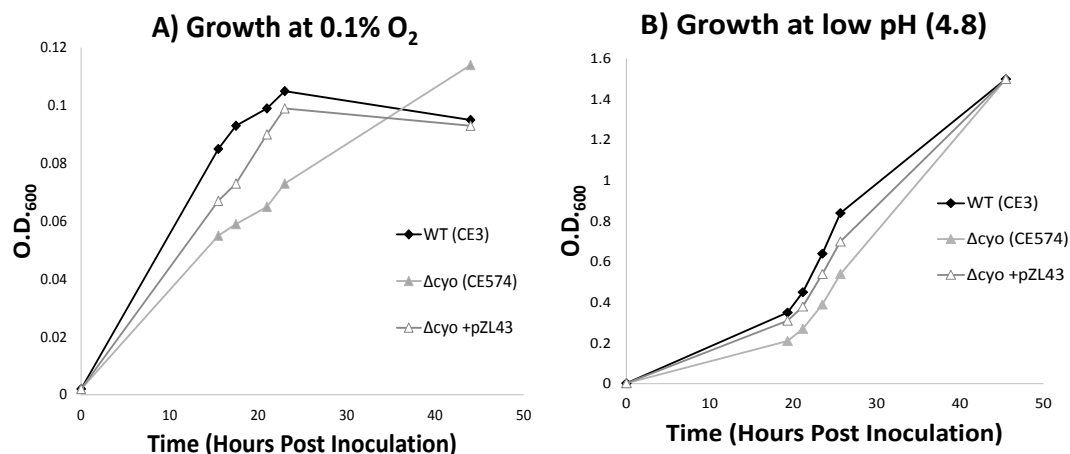 A) Growth at 0.1% O₂
0.12
0.1
0.08
0.06
0.04
0.02
0
O.D.₆₀₀
WT (CE3)
Δcyo (CE574)
Δcyo +pZL43
0 10 20 30 40 50
Time (Hours Post Inoculation)
B) Growth at low pH (4.8)
1.6
1.4
1.2
1
0.8
0.6
0.4
0.2
0
O.D.₆₀₀
WT (CE3)
Δcyo (CE574)
Δcyo +pZL43
0 10 20 30 40 50
Time (Hours Post Inoculation)